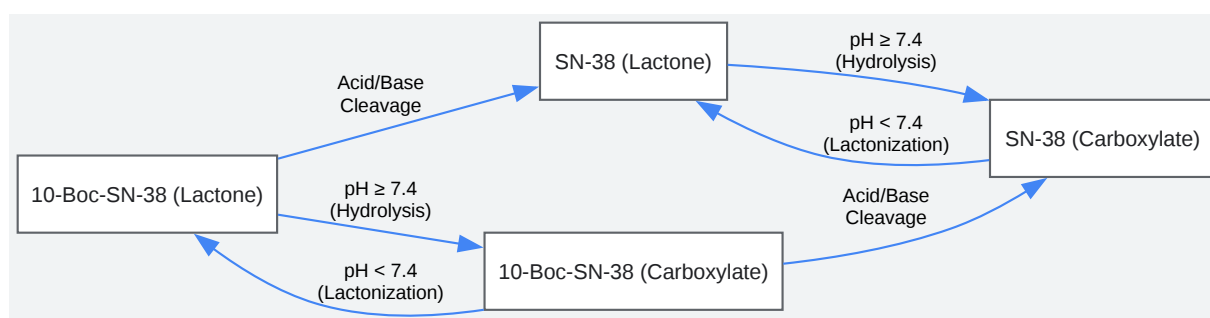 SN-38 (Lactone)
pH ≥ 7.4
(Hydrolysis)
Acid/Base
Cleavage
pH < 7.4
(Lactonization)
SN-38 (Carboxylate)
10-Boc-SN-38 (Lactone)
pH ≥ 7.4
(Hydrolysis)
Acid/Base
Cleavage
10-Boc-SN-38 (Carboxylate)
pH < 7.4
(Lactonization)